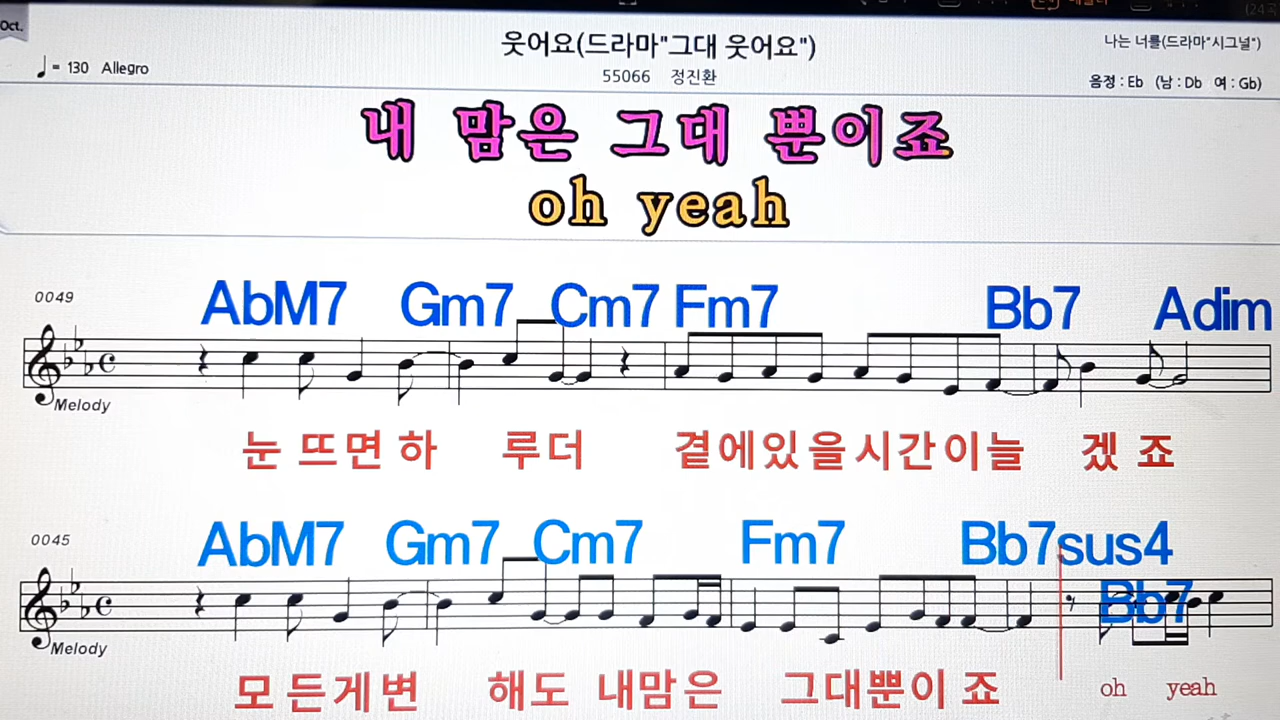 Oct.
웃어요(드라마"그대 웃어요")
나는 너를(드라마"시그널")
= 130 Allegro
55066 정진환
음정 : Eb (남 : Db 여 : Gb)
내 맘은 그대 뿐이죠
oh yeah
0049
AbM7 Gm7 Cm7 Fm7 Bb7 Adim
Melody
눈 뜨면 하 루더 곁에있을시간이늘 겠 죠
0045
AbM7 Gm7 Cm7 Fm7 Bb7sus4
Bb7
Melody
모 든게변 해도 내맘은 그대뿐이 죠 oh yeah